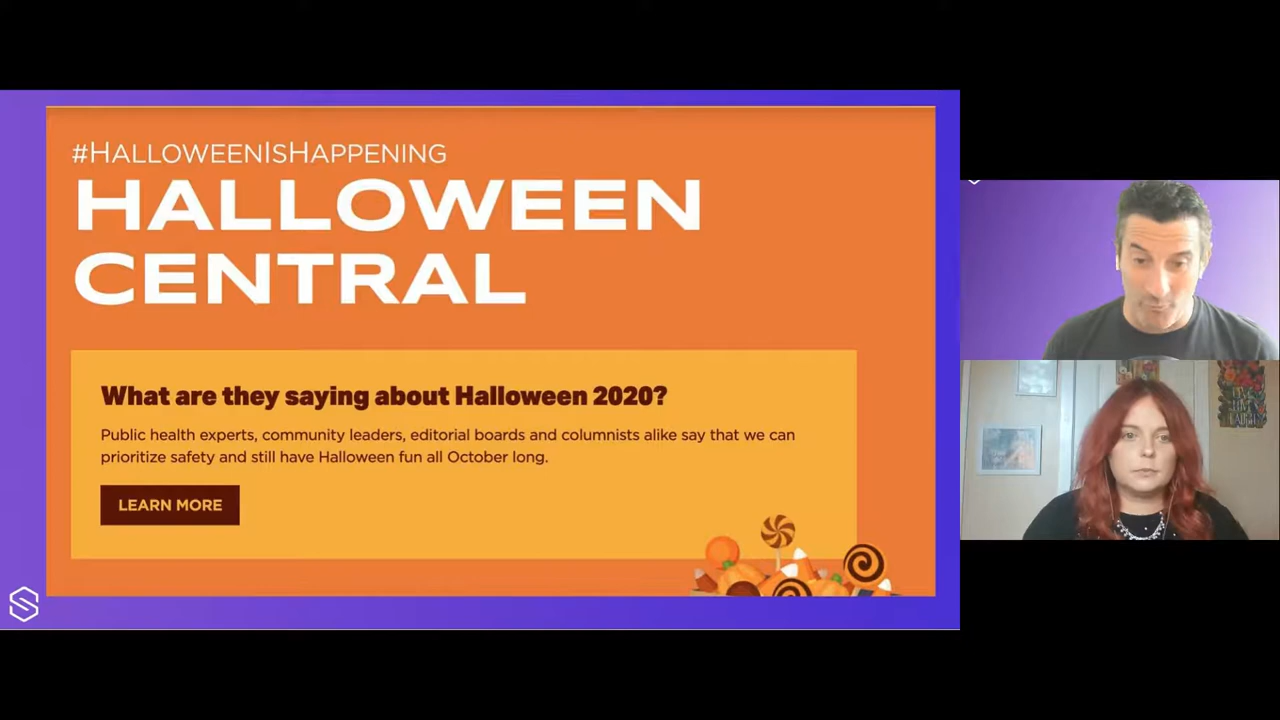 #HALLOWEENISHAPPENING
HALLOWEEN
CENTRAL
What are they saying about Halloween 2020?
Public health experts, community leaders, editorial boards and columnists alike say that we can
prioritize safety and still have Halloween fun all October long.
LEARN MORE